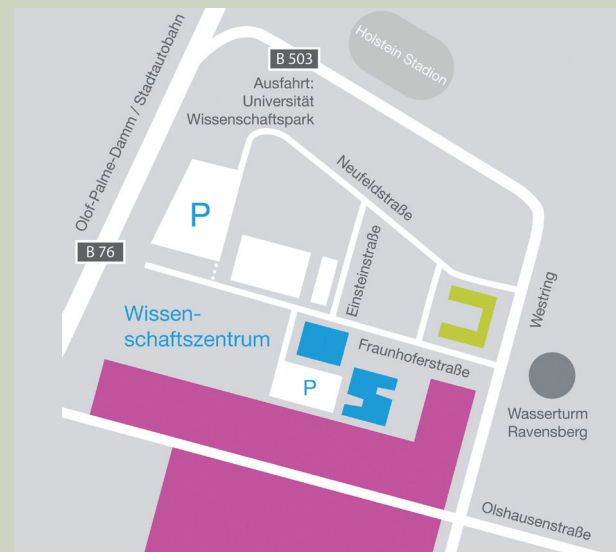 Holstein Stadion
B 503
Ausfahrt:
Universität
Wissenschaftspark
Olof-Palme-Damm / Stadtautobahn
Neufeldstraße
P
B 76
Einsteinstraße
Westring
Wissen-
schaftszentrum
Fraunhoferstraße
P
Wasserturm
Ravensberg
Olshausenstraße